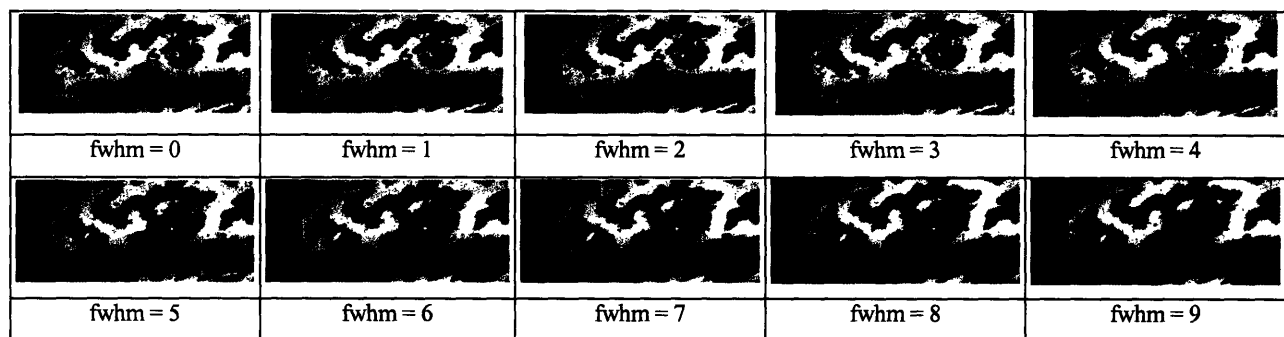 fwhm = 0 fwhm = 1 fwhm = 2 fwhm = 3 fwhm = 4
fwhm = 5 fwhm = 6 fwhm = 7 fwhm = 8 fwhm = 9